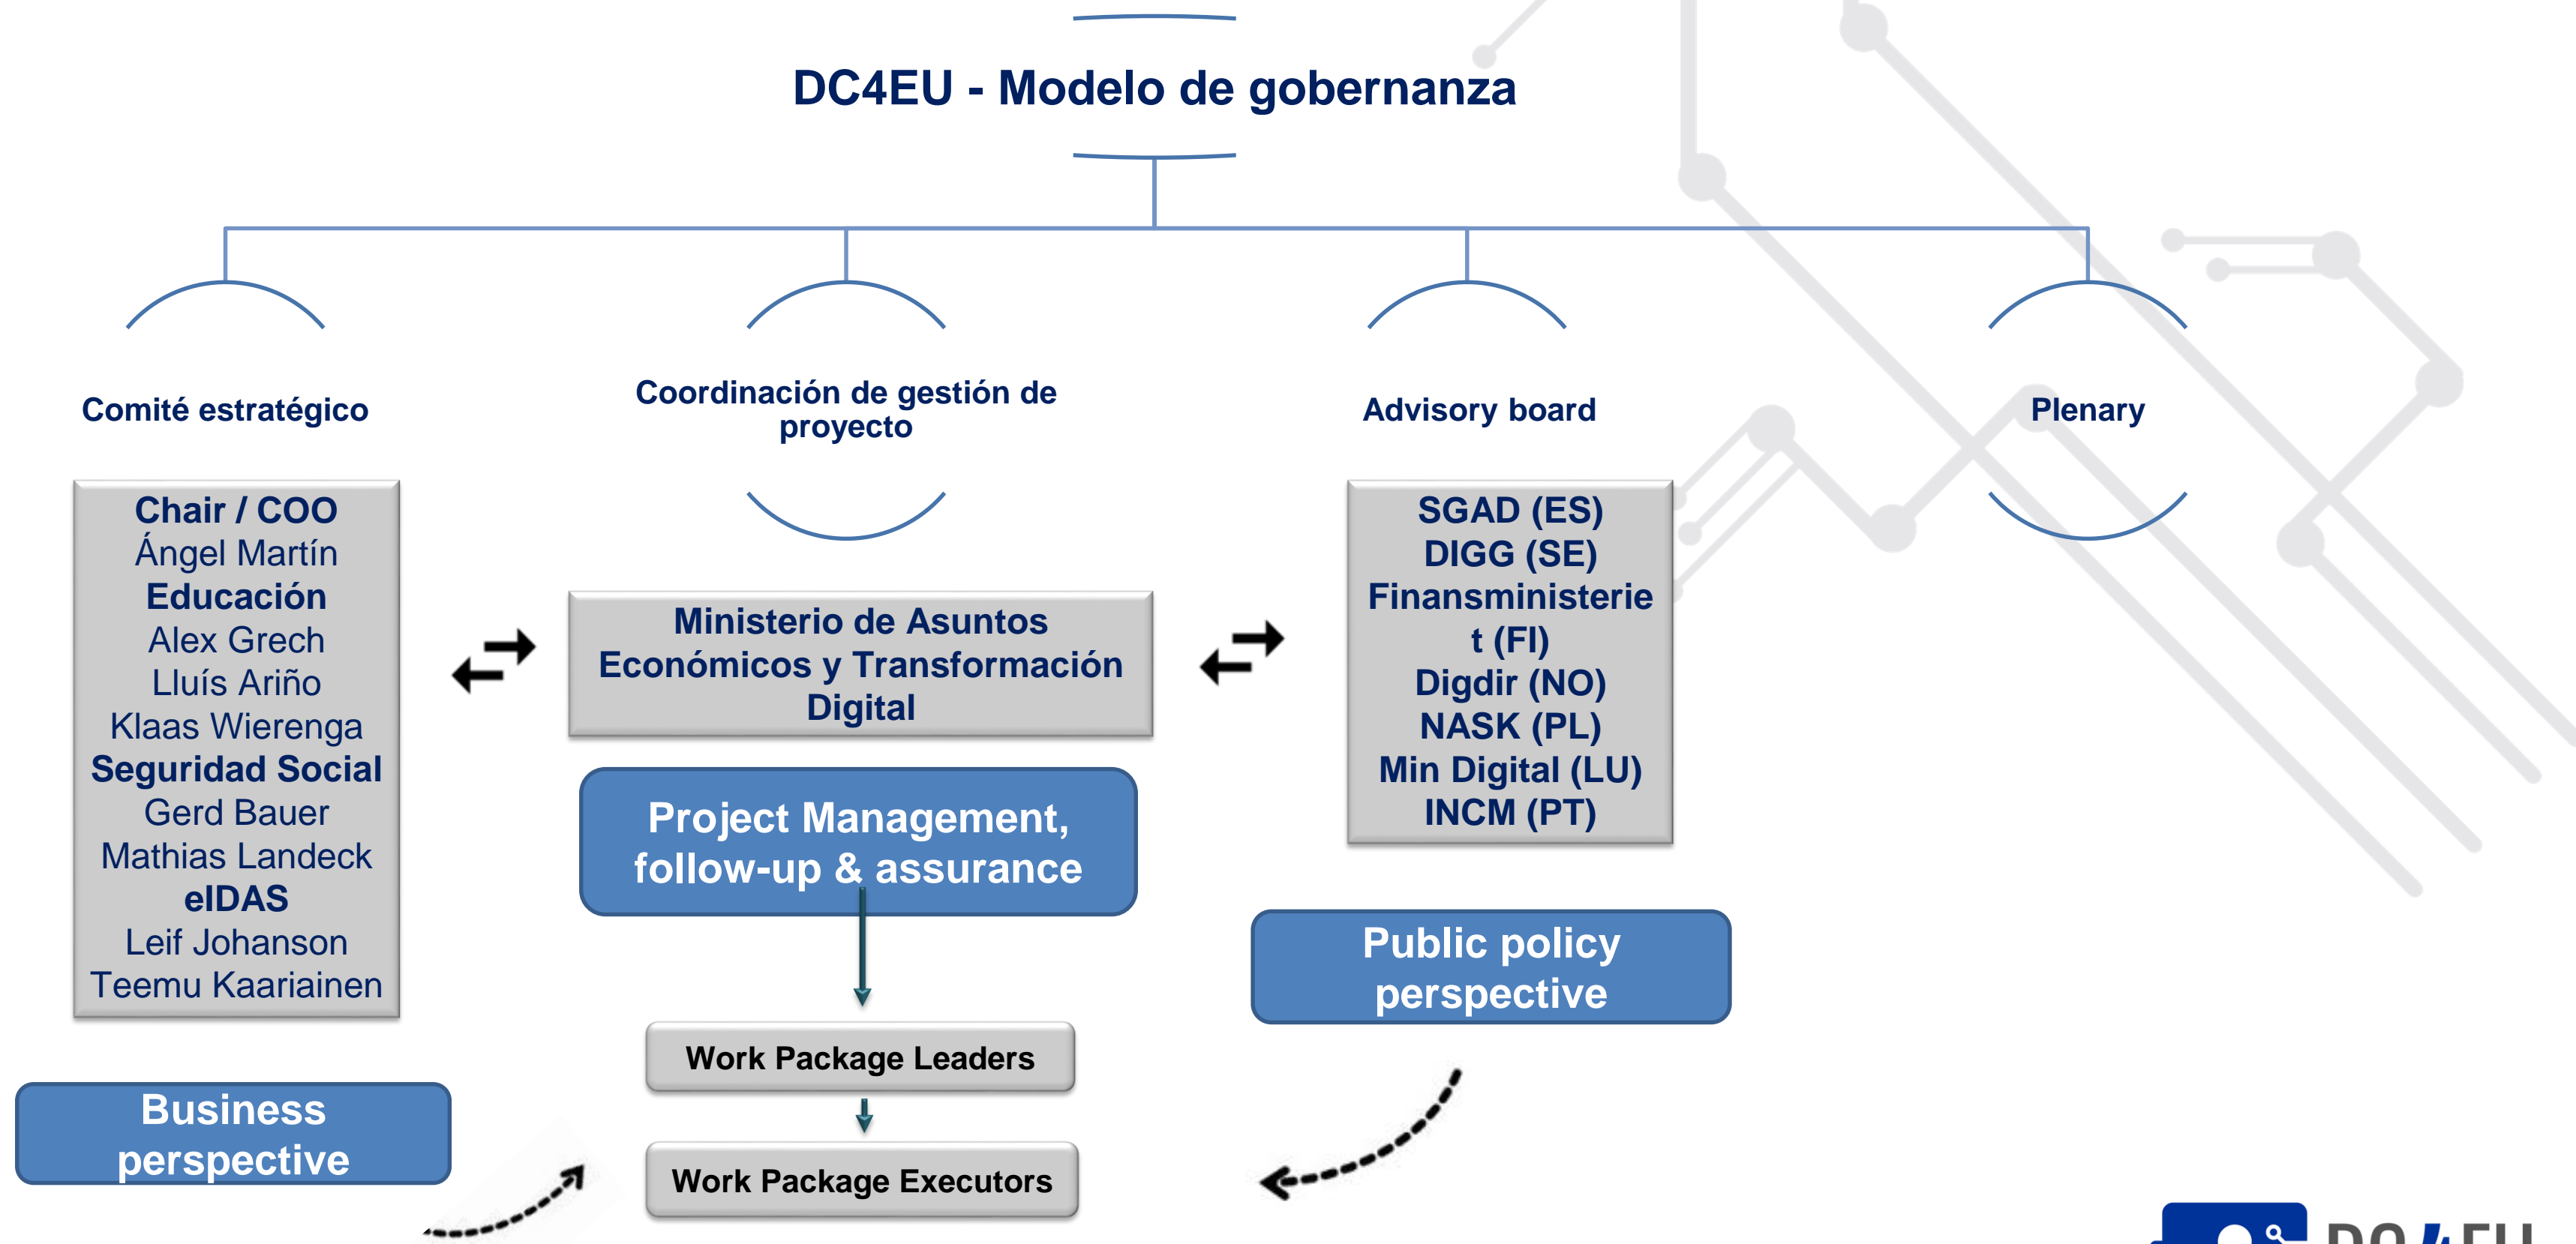 DC4EU - Modelo de gobernanza
Comité estratégico
Chair / COO
Ángel Martín
Educación
Alex Grech
Lluís Ariño
Klaas Wierenga
Seguridad Social
Gerd Bauer
Mathias Landeck
eIDAS
Leif Johanson
Teemu Kaariainen
Business
perspective
Coordinación de gestión de
proyecto
Ministerio de Asuntos
Económicos y Transformación
Digital
Project Management,
follow-up & assurance
Work Package Leaders
Work Package Executors
Advisory board
SGAD (ES)
DIGG (SE)
Finansministerie
t (FI)
Digdir (NO)
NASK (PL)
Min Digital (LU)
INCM (PT)
Public policy
perspective
Plenary
DC4EU